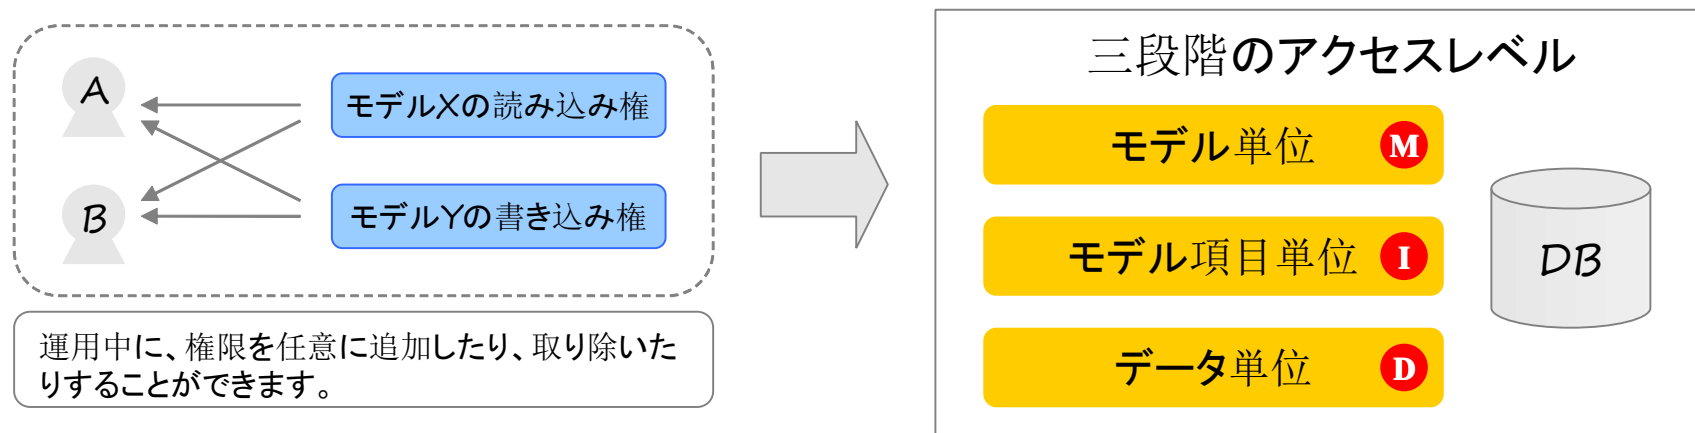 A
モデルXの読み込み権
B
モデルYの書き込み権
運用中に、権限を任意に追加したり、取り除いた
りすることができます。
三段階のアクセスレベル
モデル単位 M
モデル項目単位 I
データ単位 D
DB